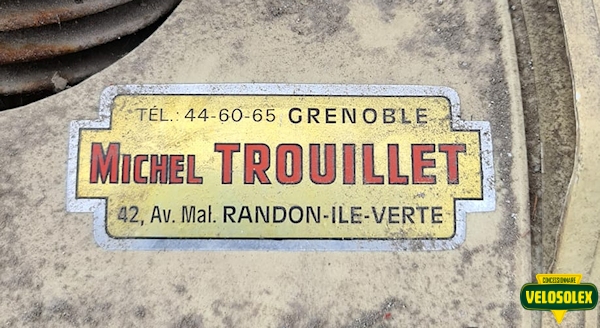 TÉL.: 44-60-65 GRENOBLE
MICHEL TROUILLET
42, Av. Mal. RANDON-ILE-VERTE
CONCESSIONNAIRE
VELOSOLEX